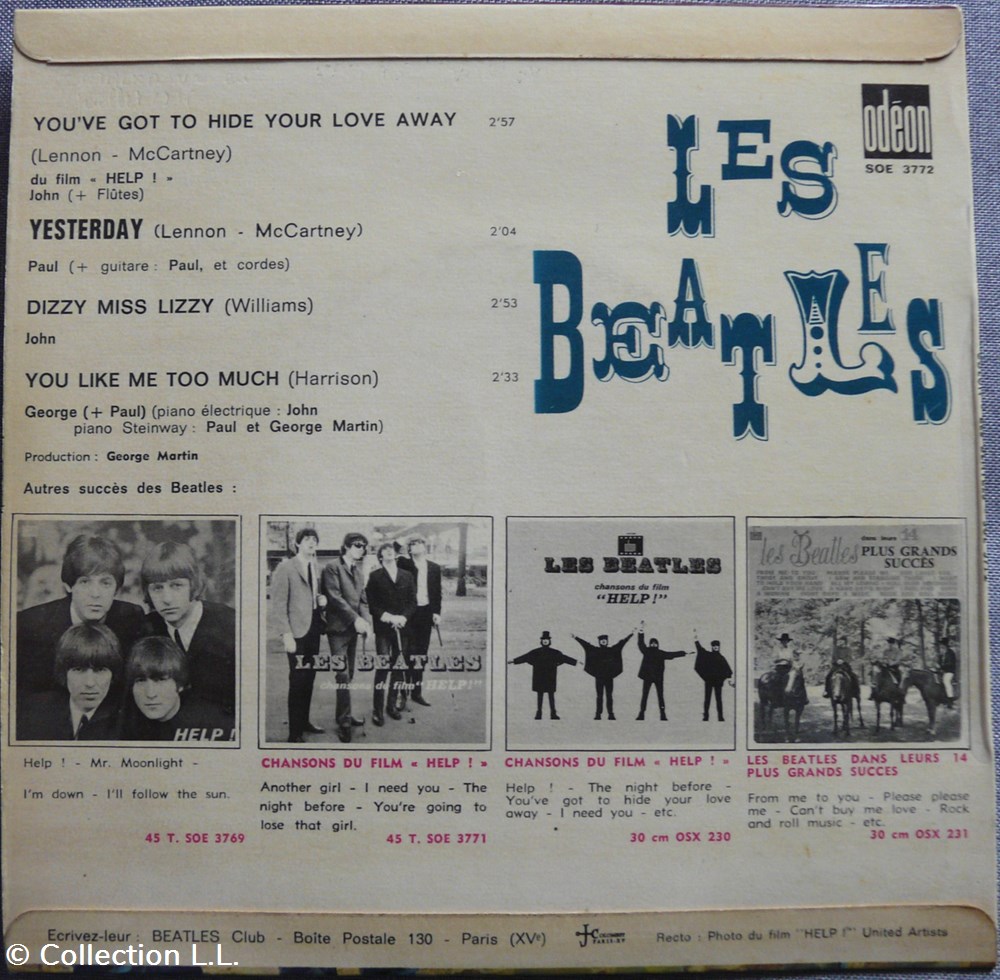 YOU'VE GOT TO HIDE YOUR LOVE AWAY 2'57
(Lennon - McCartney)
du film « HELP ! »
John (+ Flûtes)
YESTERDAY (Lennon - McCartney) 2'04
Paul (+ guitare : Paul, et cordes)
DIZZY MISS LIZZY (Williams) 2'53
John
YOU LIKE ME TOO MUCH (Harrison) 2'33
George (+ Paul) (piano électrique : John
piano Steinway : Paul et George Martin)
Production : George Martin
Autres succès des Beatles :
odéon
SOE 3772
LES
BEATLES
HELP !
LES BEATLES
chansons du film "HELP !"
LES BEATLES
chansons du film
"HELP !"
dans leurs 14
les Beatles PLUS GRANDS
SUCCÈS
Help ! - Mr. Moonlight -
I'm down - I'll follow the sun.
45 T. SOE 3769
CHANSONS DU FILM « HELP ! »
Another girl - I need you - The
night before - You're going to
lose that girl.
45 T. SOE 3771
CHANSONS DU FILM « HELP ! »
Help ! - The night before -
You've got to hide your love
away - I need you - etc.
30 cm OSX 230
LES BEATLES DANS LEURS 14
PLUS GRANDS SUCCES
From me to you - Please please
me - Can't buy me love - Rock
and roll music - etc.
30 cm OSX 231
Ecrivez-leur : BEATLES Club - Boîte Postale 130 - Paris (XVᵉ)
Recto : Photo du film "HELP !" United Artists
© Collection L.L.